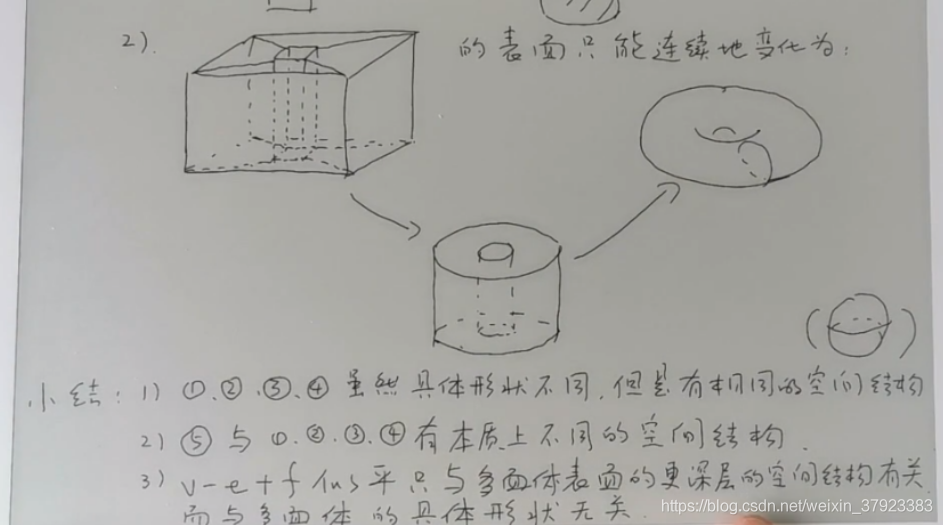 2).
的表面只能连续地变化为:
小结: 1) ①.②.③.④ 虽然具体形状不同,但是有相同的空间结构
2) ⑤ 与 ①.②.③.④ 有本质上不同的空间结构.
3) v-e+f 只与多面体表面的更深层的空间结构有关
而与多面体的具体形状无关.
https://blog.csdn.net/weixin_37923383